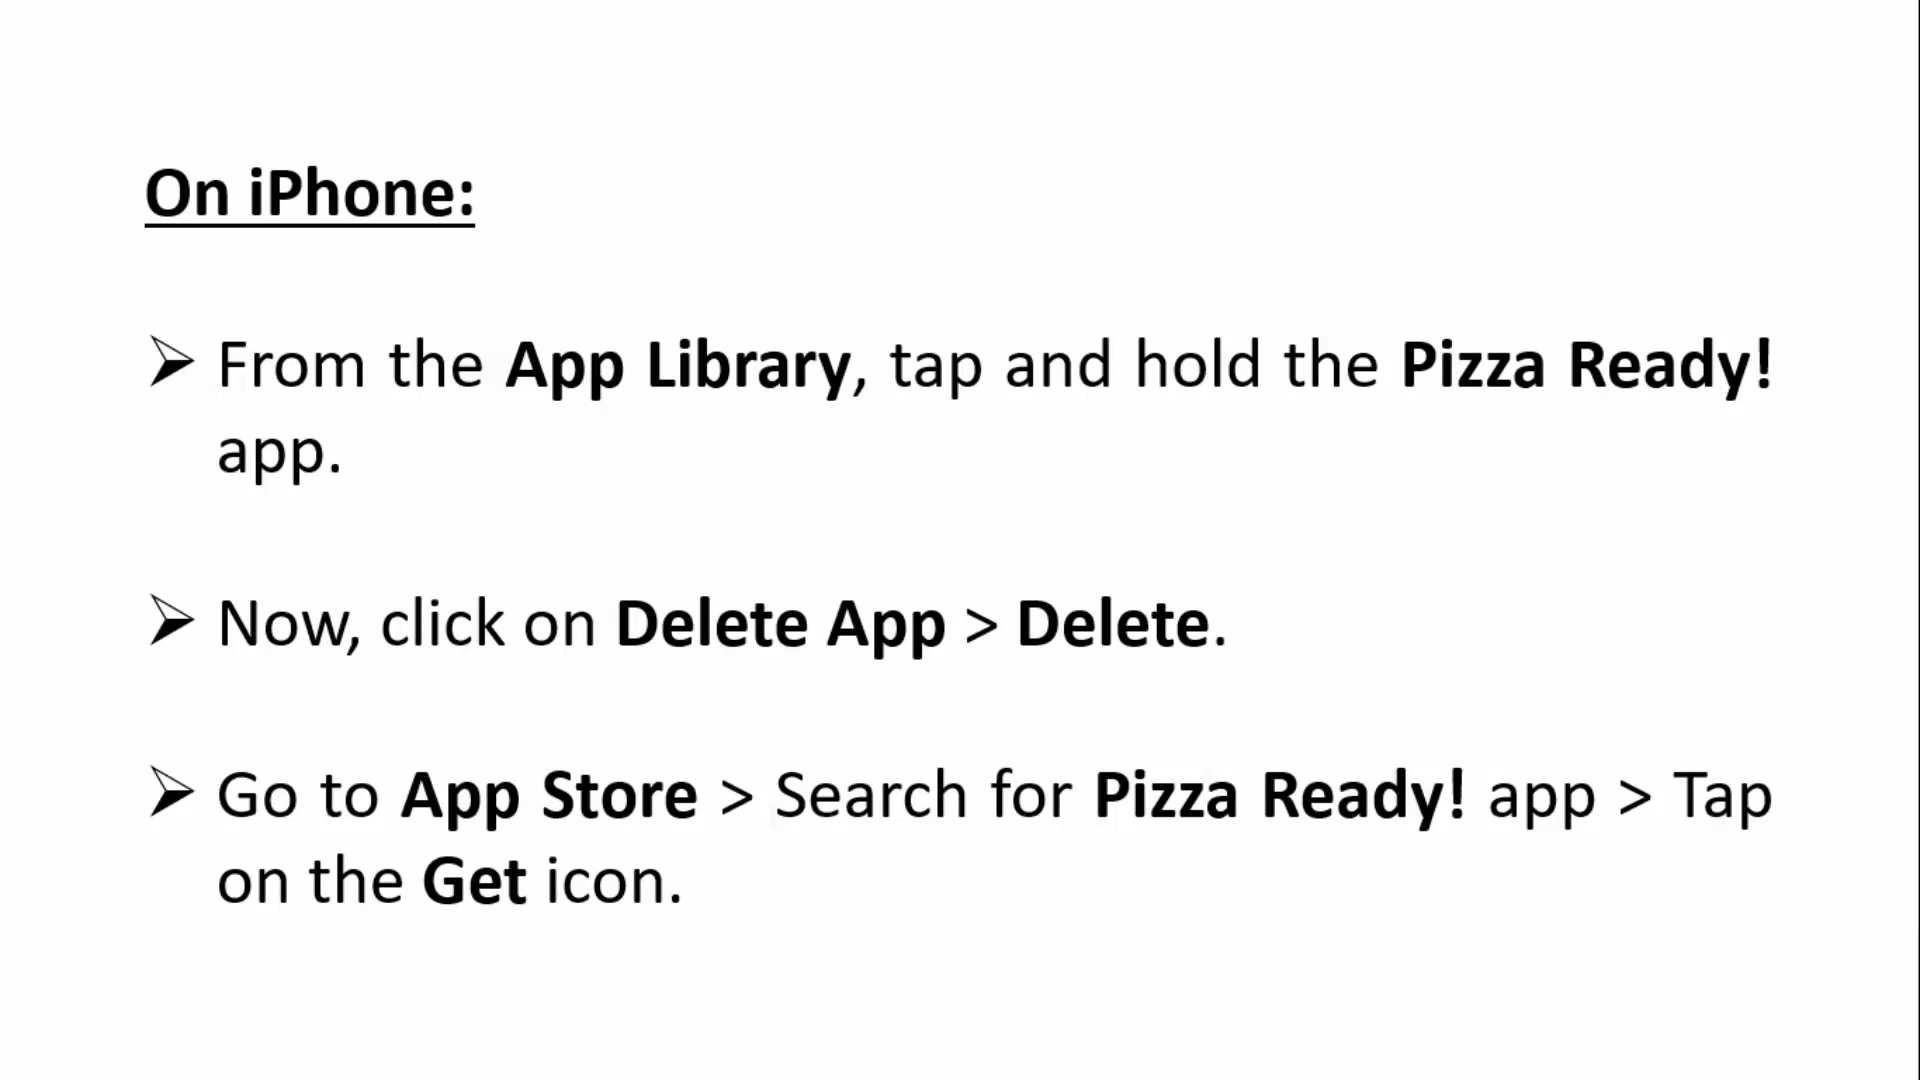 On iPhone:
➢ From the App Library, tap and hold the Pizza Ready!
app.
➢ Now, click on Delete App > Delete.
➢ Go to App Store > Search for Pizza Ready! app > Tap
on the Get icon.